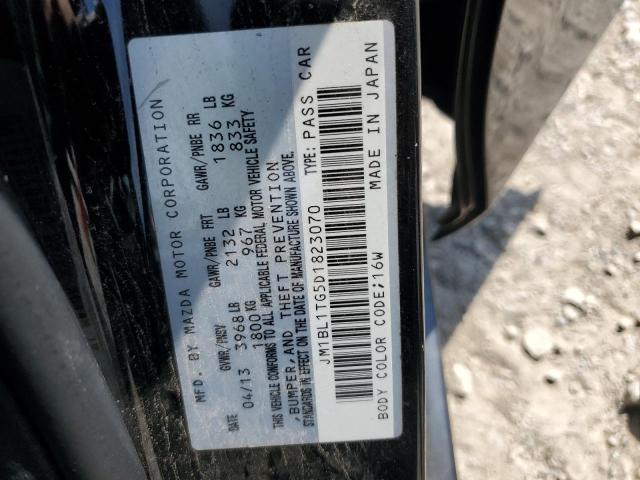 MFD. BY MAZDA MOTOR CORPORATION
DATE GVWR/PNBV GAWR/PNBE FRT GAWR/PNBE RR
04/13 3968 LB 2132 LB 1836 LB
1800 KG 967 KG 833 KG
THIS VEHICLE CONFORMS TO ALL APPLICABLE FEDERAL MOTOR VEHICLE SAFETY
, BUMPER, AND THEFT PREVENTION
STANDARDS IN EFFECT ON THE DATE OF MANUFACTURE SHOWN ABOVE.
JM1BL1TG5D1823070 TYPE: PASS CAR
BODY COLOR CODE;16W MADE IN JAPAN